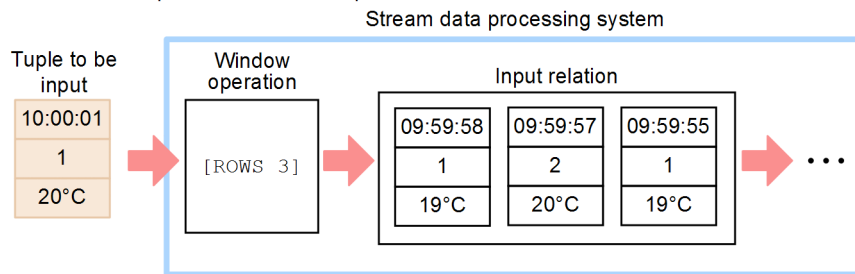 Stream data processing system
Tuple to be
input
Window
operation
Input relation
10:00:01
1
20°C
[ROWS 3]
09:59:58
1
19°C
09:59:57
2
20°C
09:59:55
1
19°C
•••